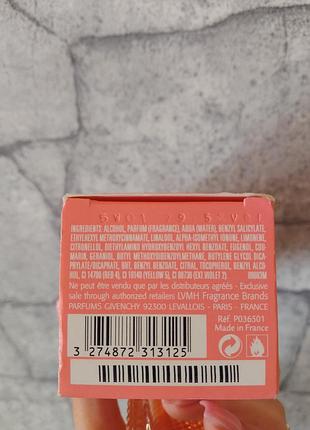 INGREDIENTS: ALCOHOL, PARFUM (FRAGRANCE), AQUA (WATER), BENZYL SALICYLATE,
ETHYLHEXYL METHOXYCINNAMATE, LINALOOL, ALPHA-ISOMETHYL IONONE, LIMONENE,
CITRONELLOL, DIETHYLAMINO HYDROXYBENZOYL HEXYL BENZOATE, EUGENOL, COU-
MARIN, GERANIOL, BUTYL METHOXYDIBENZOYLMETHANE, BUTYLENE GLYCOL DICA-
PRYLATE/DICAPRATE, BHT, BENZYL BENZOATE, CITRAL, TOCOPHEROL, BENZYL ALCO-
HOL, CI 14700 (RED 4), CI 19140 (YELLOW 5), CI 60730 (EXT. VIOLET 2).
Ne peut être vendu que par les distributeurs agréés - Exclusive
sale through authorized retailers LVMH Fragrance Brands
PARFUMS GIVENCHY 92300 LEVALLOIS - PARIS - FRANCE
Réf. P036501
Made in France
3 274872 313125